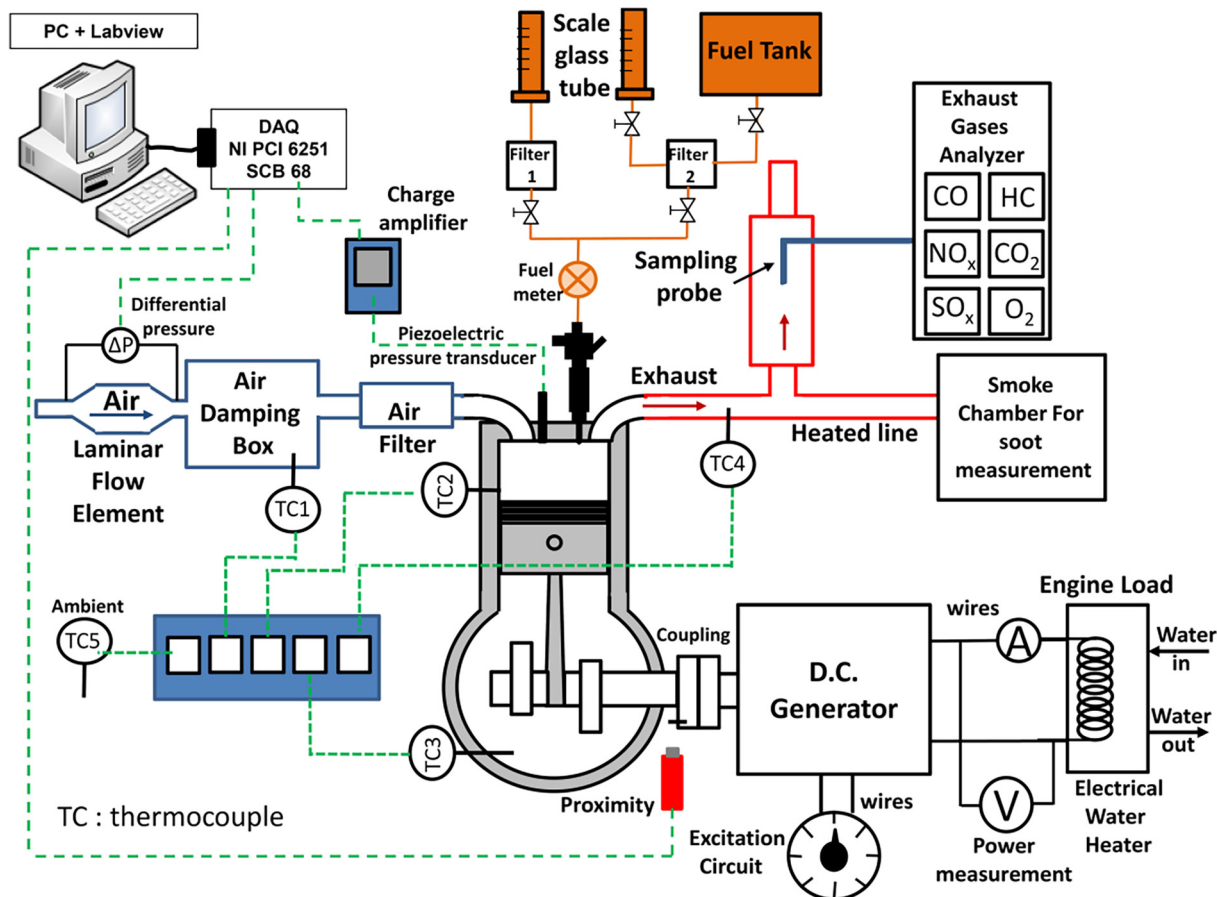 PC + Labview
DAQ
NI PCI 6251
SCB 68
Scale
glass
tube
Fuel Tank
Filter
1
Filter
2
Exhaust
Gases
Analyzer
CO
HC
NOx
CO2
SOx
O2
Charge
amplifier
Fuel
meter
Sampling
probe
Differential
pressure
ΔP
Piezoelectric
pressure transducer
Air
Laminar
Flow
Element
Air
Damping
Box
Air
Filter
Exhaust
Heated line
Smoke
Chamber For
soot
measurement
TC1
TC2
TC4
Ambient
TC5
TC3
Coupling
D.C.
Generator
wires
A
Engine Load
Water
in
Water
out
Proximity
TC : thermocouple
wires
Excitation
Circuit
V
Power
measurement
Electrical
Water
Heater